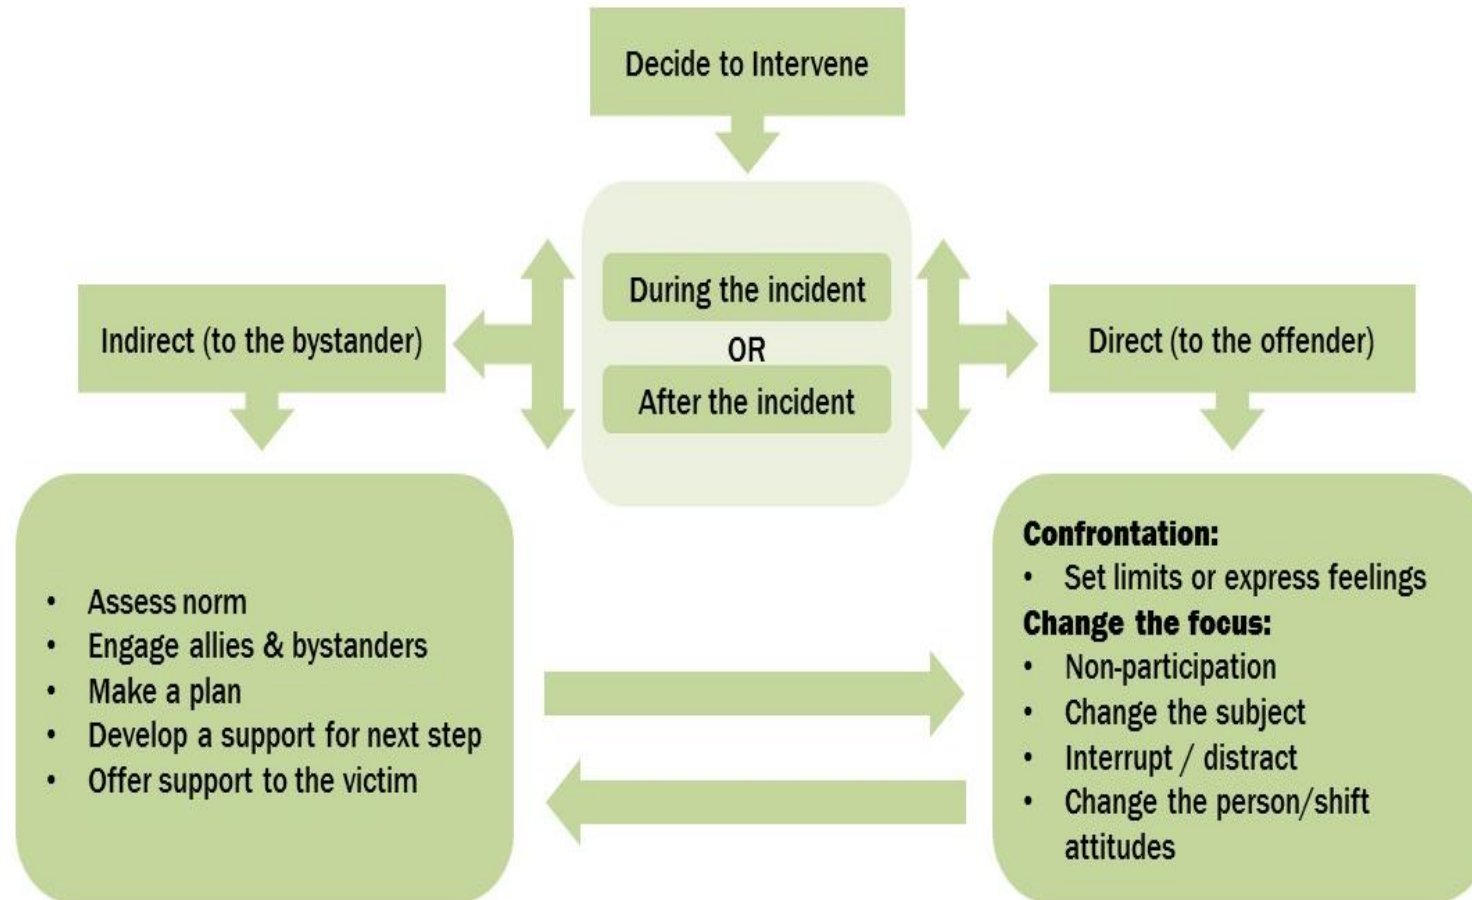 Decide to Intervene
During the incident
OR
After the incident
Indirect (to the bystander)
Direct (to the offender)
• Assess norm
• Engage allies & bystanders
• Make a plan
• Develop a support for next step
• Offer support to the victim
Confrontation:
• Set limits or express feelings
Change the focus:
• Non-participation
• Change the subject
• Interrupt / distract
• Change the person/shift
attitudes